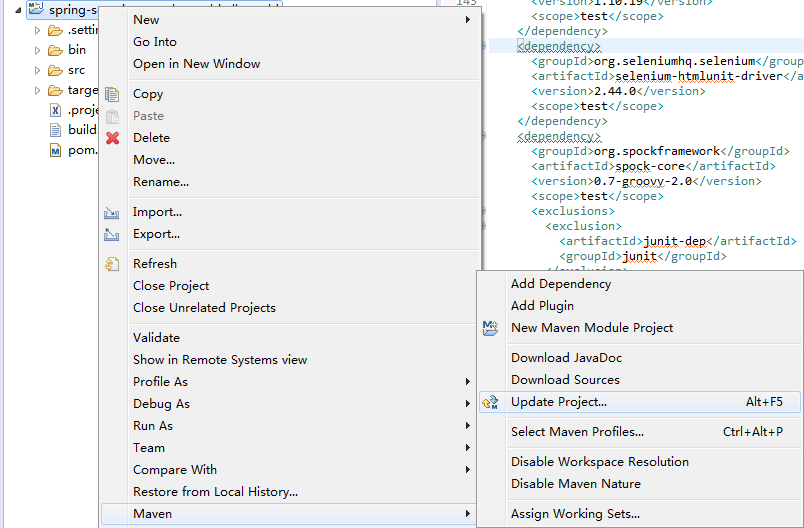 spring-s
.settin
bin
src
targe
.proje
build
pom.
New
Go Into
Open in New Window
Copy
Paste
Delete
Move...
Rename...
Import...
Export...
Refresh
Close Project
Close Unrelated Projects
Validate
Show in Remote Systems view
Profile As
Debug As
Run As
Team
Compare With
Restore from Local History...
Maven
143
<version>1.10.19</version>
<scope>test</scope>
</dependency>
<dependency>
<groupId>org.seleniumhq.selenium</group
<artifactId>selenium-htmlunit-driver</a
<version>2.44.0</version>
<scope>test</scope>
</dependency>
<dependency>
<groupId>org.spockframework</groupId>
<artifactId>spock-core</artifactId>
<version>0.7-groovy-2.0</version>
<scope>test</scope>
<exclusions>
<exclusion>
<artifactId>junit-dep</artifactId>
<groupId>junit</groupId>
</exclusion>
Add Dependency
Add Plugin
New Maven Module Project
Download JavaDoc
Download Sources
Update Project... Alt+F5
Select Maven Profiles... Ctrl+Alt+P
Disable Workspace Resolution
Disable Maven Nature
Assign Working Sets...